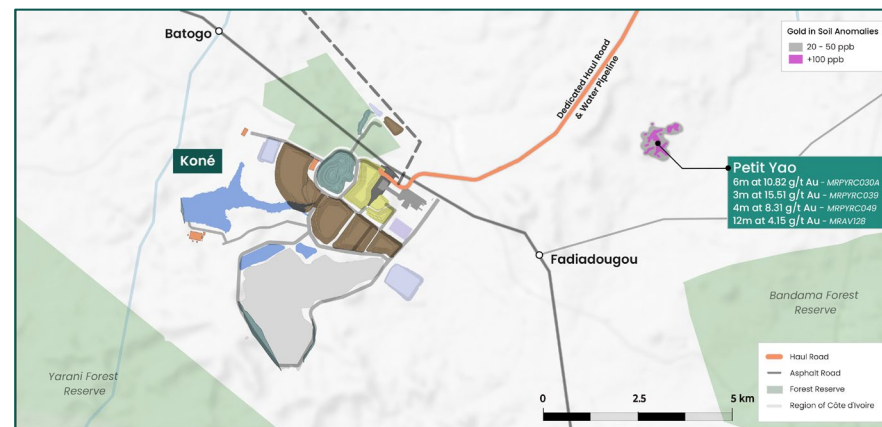 Batogo
Koné
Dedicated Haul Road
& Water Pipeline
Gold in Soil Anomalies
20 - 50 ppb
+100 ppb
Petit Yao
6m at 10.82 g/t Au - MRPYRC030A
3m at 15.51 g/t Au - MRPYRC039
4m at 8.31 g/t Au - MRPYRC049
12m at 4.15 g/t Au - MRAV128
Fadiadougou
Bandama Forest
Reserve
Yarani Forest
Reserve
Haul Road
Asphalt Road
Forest Reserve
Region of Côte d'Ivoire
0 2.5 5 km